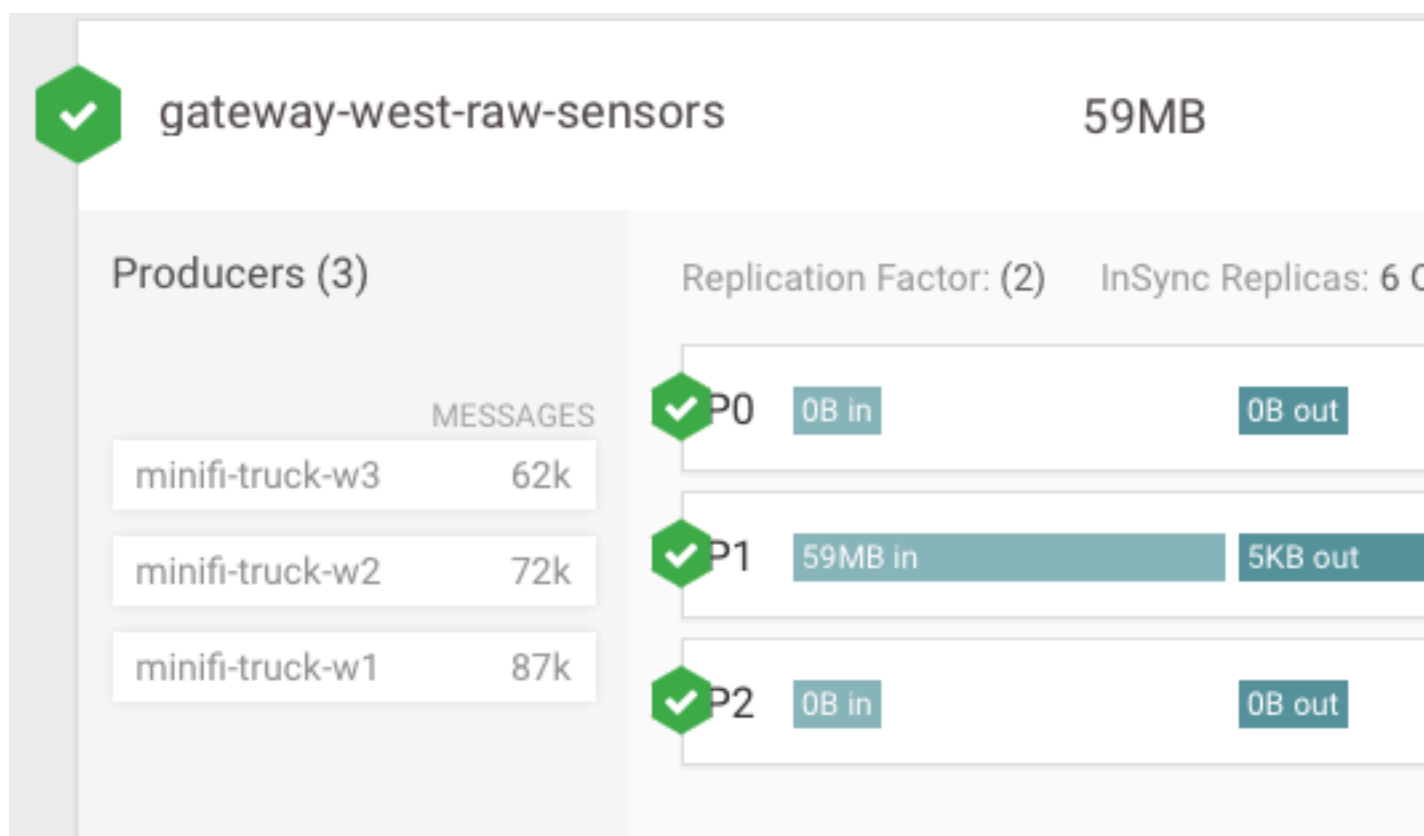 gateway-west-raw-sensors 59MB
Producers (3)
MESSAGES
minifi-truck-w3 62k
minifi-truck-w2 72k
minifi-truck-w1 87k
Replication Factor: (2) InSync Replicas: 6
P0 0B in 0B out
P1 59MB in 5KB out
P2 0B in 0B out